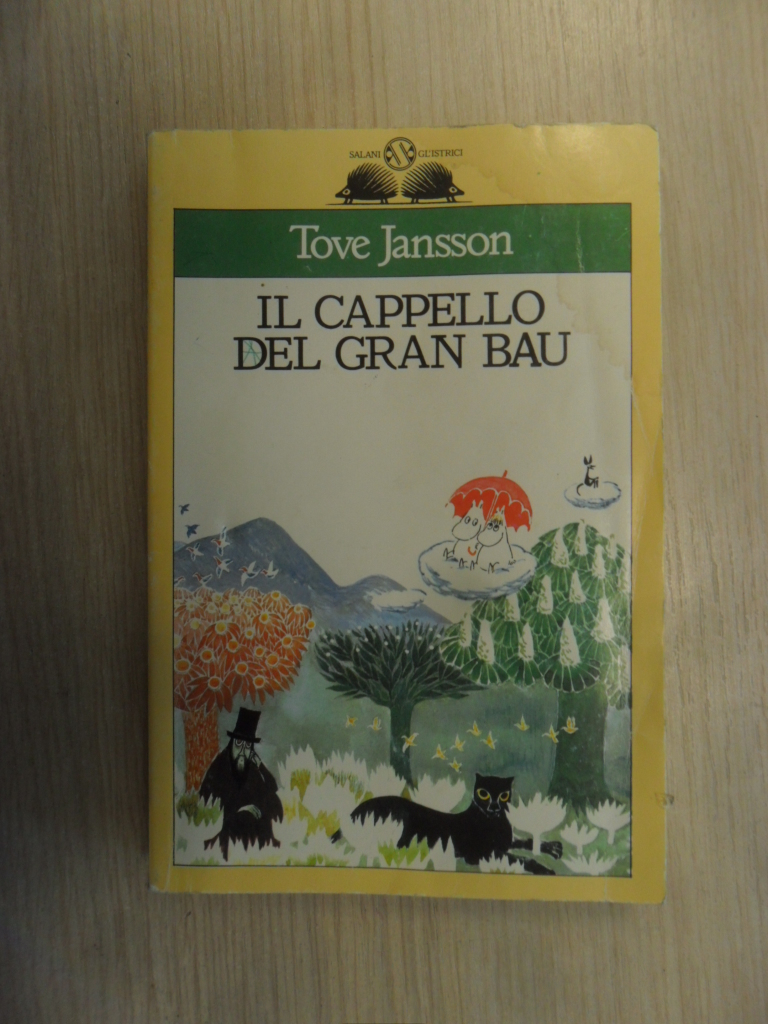 SALANI GL'ISTRICI
Tove Jansson
IL CAPPELLO
DEL GRAN BAU